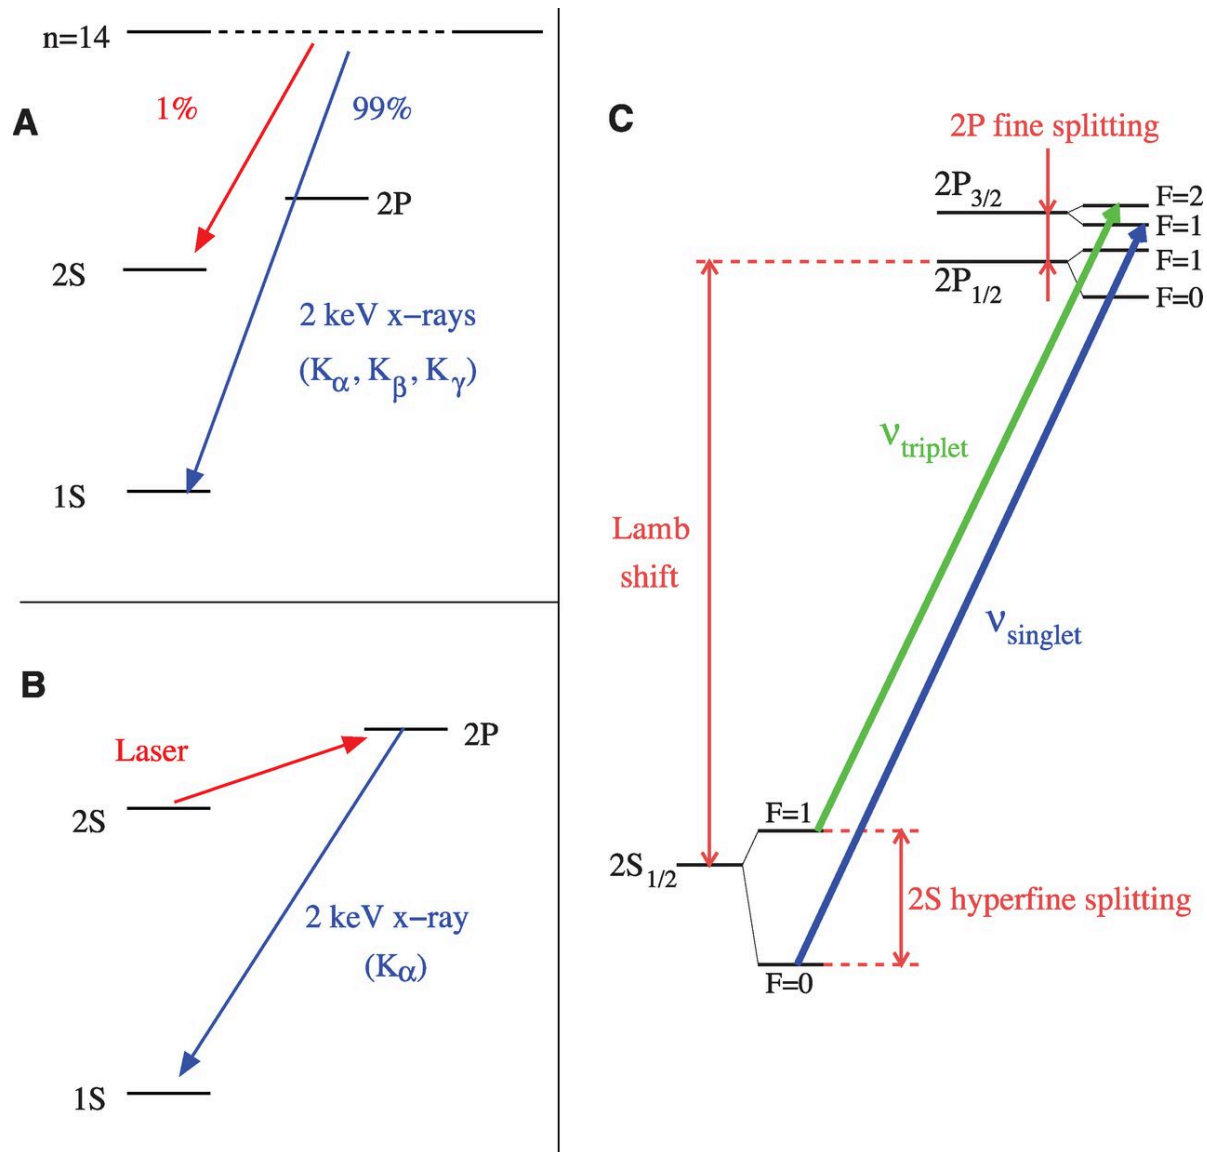 A
n=14
1%
99%
2P
2S
2 keV x−rays
(Kα, Kβ, Kγ)
1S
B
Laser
2P
2S
2 keV x−ray
(Kα)
1S
C
2P fine splitting
2P3/2
F=2
F=1
F=1
2P1/2
F=0
νtriplet
Lamb
shift
νsinglet
F=1
2S1/2
2S hyperfine splitting
F=0